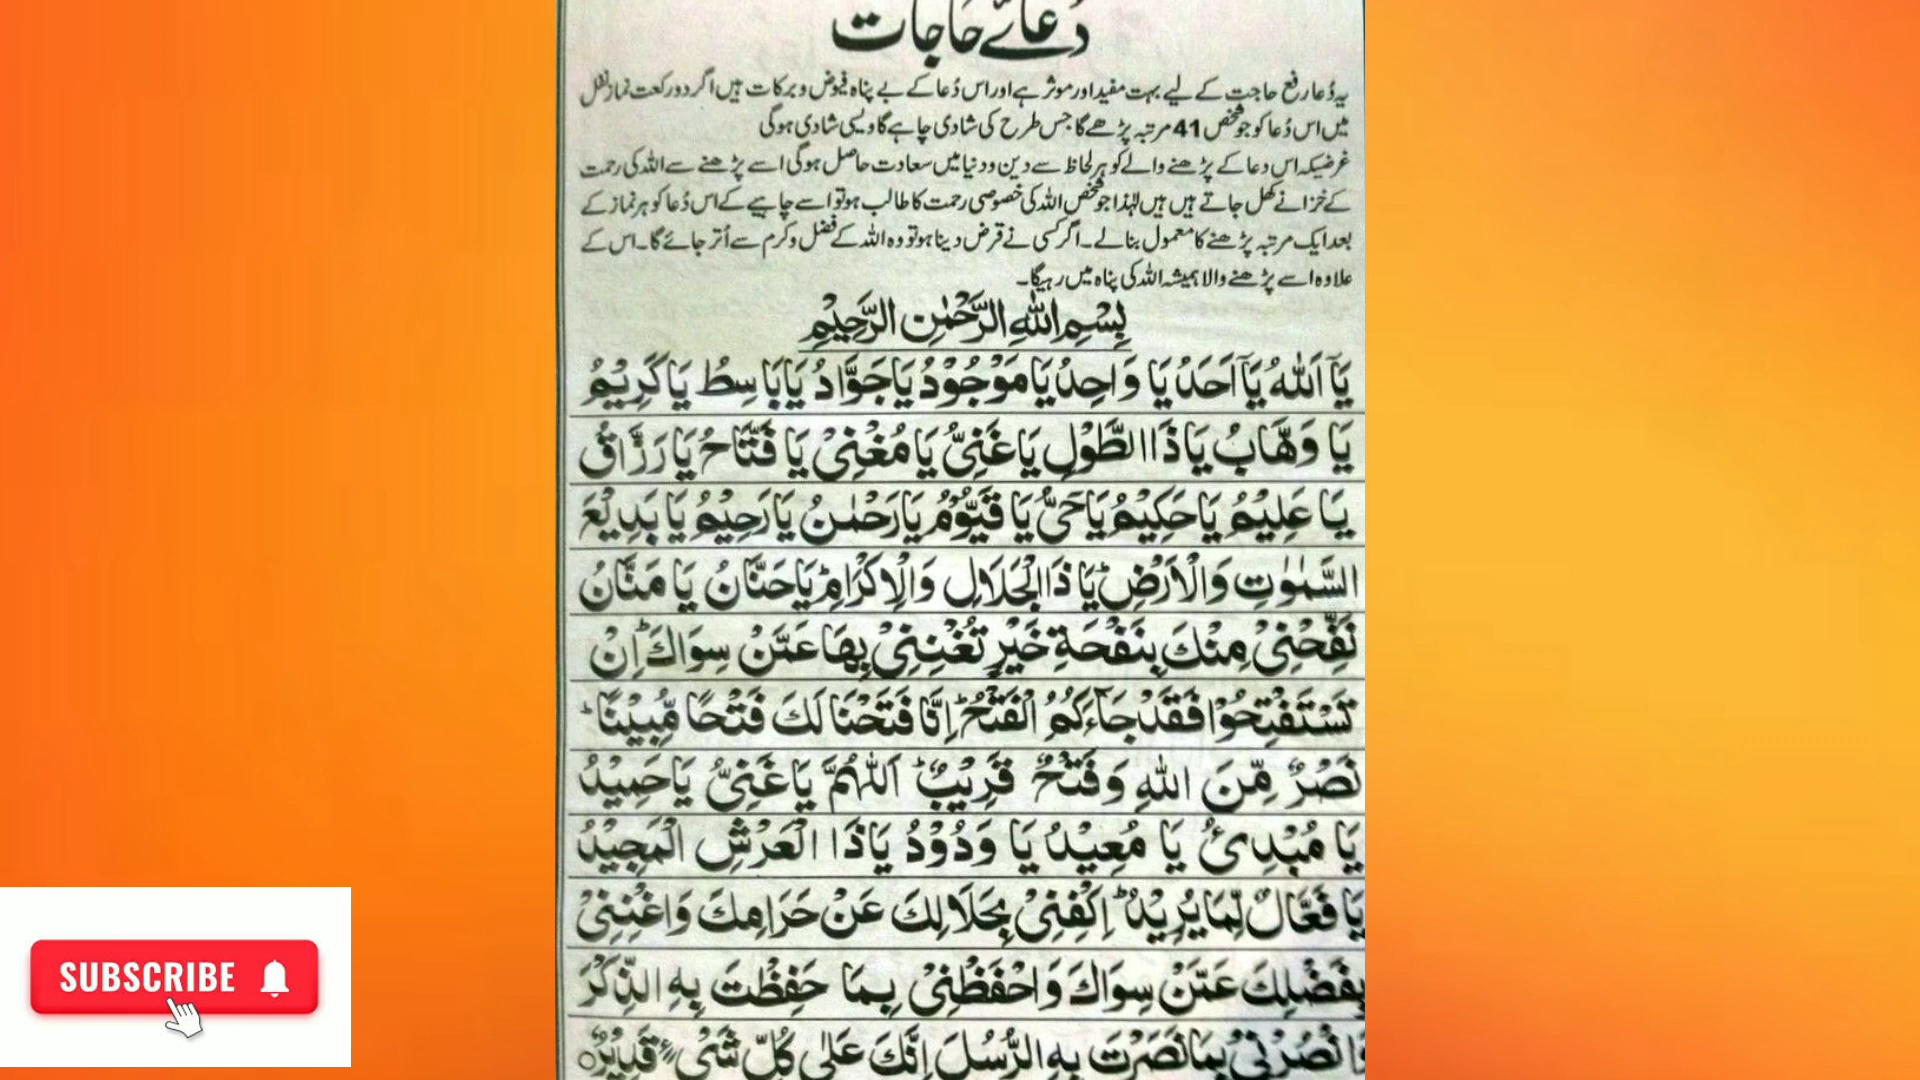 دُعائے حاجات
یہ دُعا رفع حاجت کے لیے بہت مفید اور موثر ہے اور اس دُعا کے بے پناہ فیوض و برکات ہیں اگر دو رکعت نماز نفل
میں اس دُعا کو جو شخص 41 مرتبہ پڑھے گا جس طرح کی شادی چاہے گا ویسی شادی ہوگی
غرضیکہ اس دعا کے پڑھنے والے کو ہر لحاظ سے دین و دنیا میں سعادت حاصل ہوگی اسے پڑھنے سے اللہ کی رحمت
کے خزانے کھل جاتے ہیں ہیں لہٰذا جو شخص اللہ کی خصوصی رحمت کا طالب ہو تو اسے چاہیے کے اس دُعا کو ہر نماز کے
بعد ایک مرتبہ پڑھنے کا معمول بنالے۔ اگر کسی نے قرض دینا ہو تو وہ اللہ کے فضل و کرم سے اُتر جائے گا۔ اس کے
علاوہ اسے پڑھنے والا ہمیشہ اللہ کی پناہ میں رہیگا۔
بِسْمِ اللهِ الرَّحْمٰنِ الرَّحِيْمِ
يَآ اَللّٰهُ يَآ اَحَدُ يَا وَاحِدُ يَا مَوْجُوْدُ يَا جَوَّادُ يَا بَاسِطُ يَا كَرِيْمُ
يَا وَهَّابُ يَا ذَا الطَّوْلِ يَا غَنِيُّ يَا مُغْنِيْ يَا فَتَّاحُ يَا رَزَّاقُ
يَا عَلِيْمُ يَا حَكِيْمُ يَا حَيُّ يَا قَيُّوْمُ يَا رَحْمٰنُ يَا رَحِيْمُ يَا بَدِيْعَ
السَّمٰوٰتِ وَالْاَرْضِ ؕ يَا ذَا الْجَلَالِ وَالْاِكْرَامِ ؕ يَا حَنَّانُ يَا مَنَّانُ
نَفِّحْنِيْ مِنْكَ بِنَفْحَةِ خَيْرٍ تُغْنِنِيْ بِهَا عَمَّنْ سِوَاكَ ؕ اِنْ
تَسْتَفْتِحُوْا فَقَدْ جَآءَكُمُ الْفَتْحُ ؕ اِنَّا فَتَحْنَا لَكَ فَتْحًا مُّبِيْنًا ؕ
نَصْرٌ مِّنَ اللهِ وَفَتْحٌ قَرِيْبٌ ؕ اَللّٰهُمَّ يَا غَنِيُّ يَا حَمِيْدُ
يَا مُبْدِئُ يَا مُعِيْدُ يَا وَدُوْدُ يَا ذَا الْعَرْشِ الْمَجِيْدُ
يَا فَعَّالٌ لِّمَا يُرِيْدُ ؕ اِكْفِنِيْ بِحَلَالِكَ عَنْ حَرَامِكَ وَاغْنِنِيْ
بِفَضْلِكَ عَمَّنْ سِوَاكَ وَاحْفَظْنِيْ بِمَا حَفِظْتَ بِهِ الذِّكْرَ
وَانْصُرْنِيْ بِمَا نَصَرْتَ بِهِ الرُّسُلَ اِنَّكَ عَلٰى كُلِّ شَيْءٍ قَدِيْرٌ
SUBSCRIBE